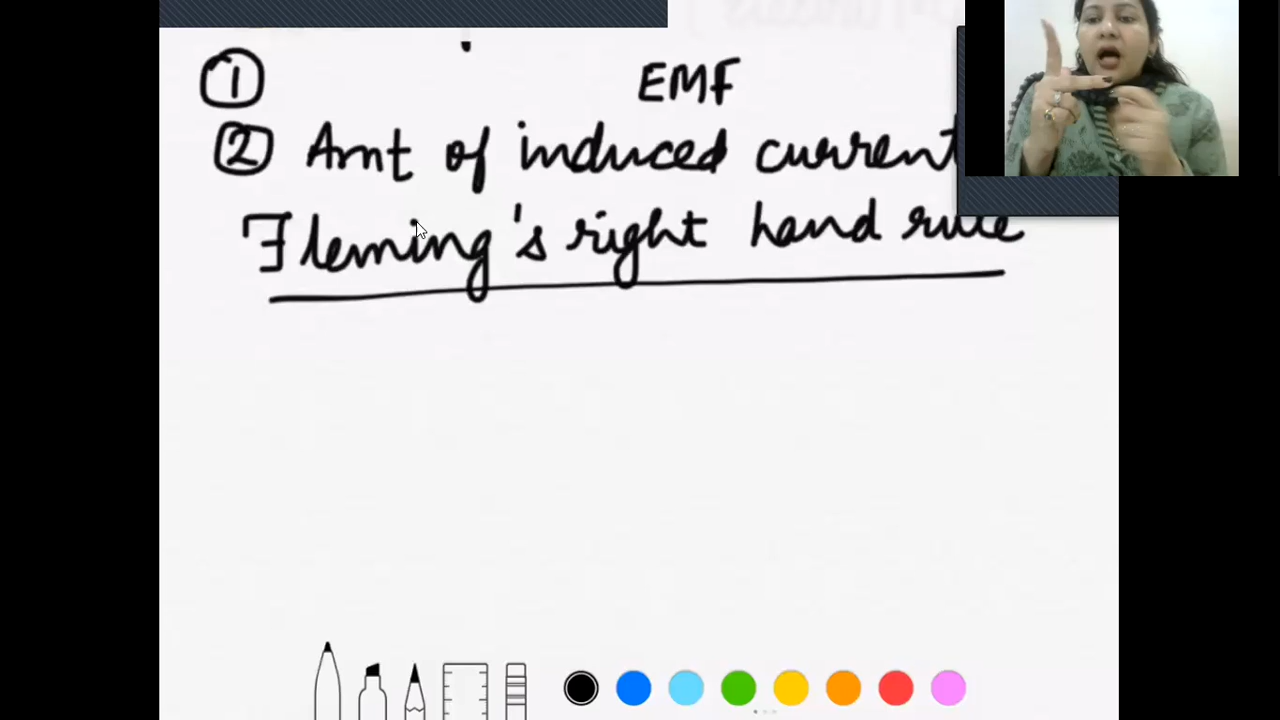 ① EMF
② Amt of induced current
Fleming's right hand rule